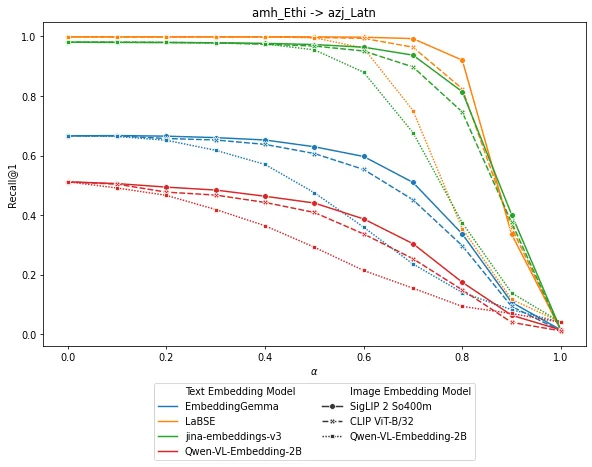 amh_Ethi -> azj_Latn
1.0
0.8
0.6
0.4
0.2
0.0
Recall@1
0.0 0.2 0.4 0.6 0.8 1.0
α
Text Embedding Model
EmbeddingGemma
LaBSE
jina-embeddings-v3
Qwen-VL-Embedding-2B
Image Embedding Model
SigLIP 2 So400m
CLIP ViT-B/32
Qwen-VL-Embedding-2B